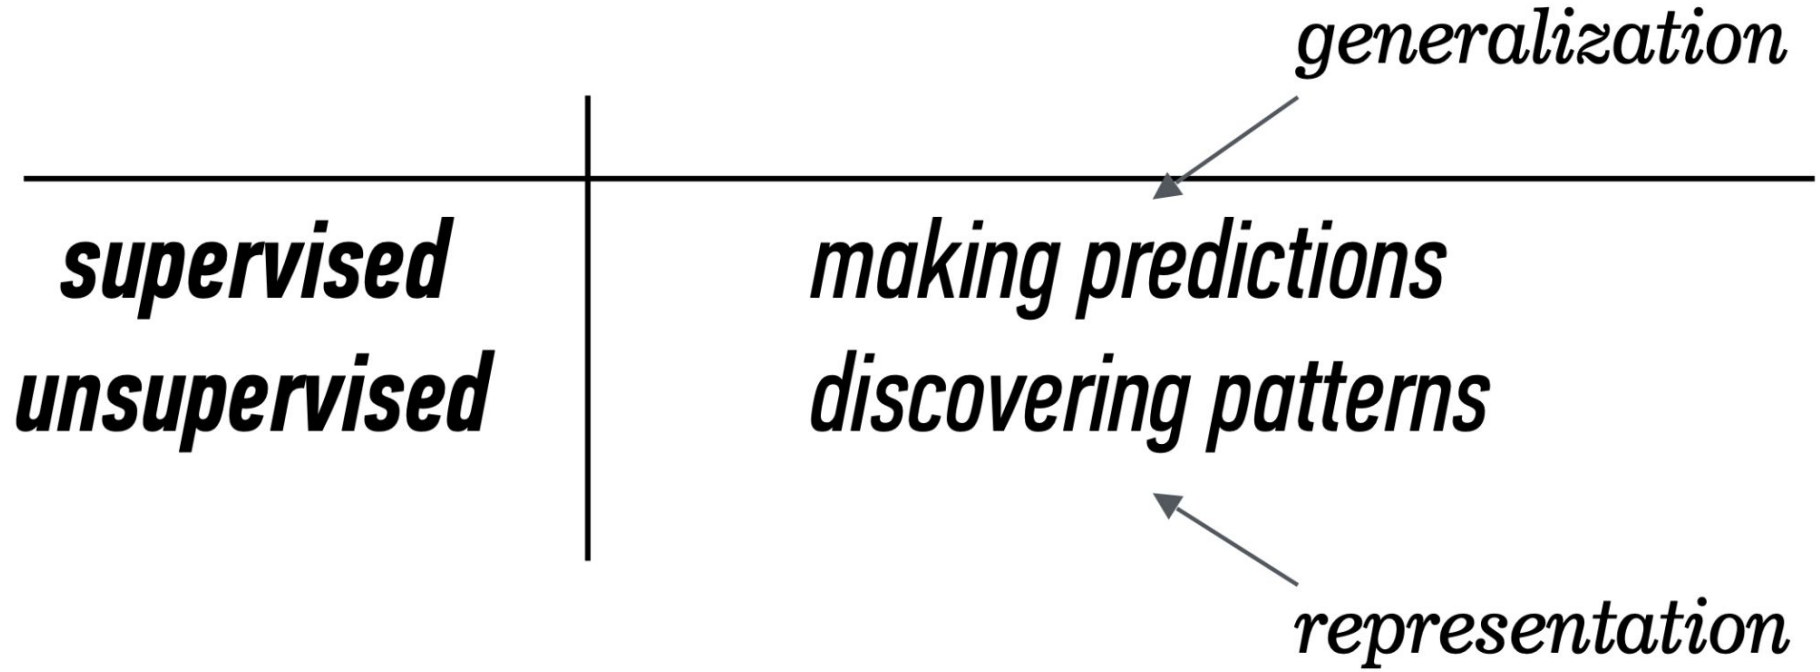 generalization
supervised making predictions
unsupervised discovering patterns
representation